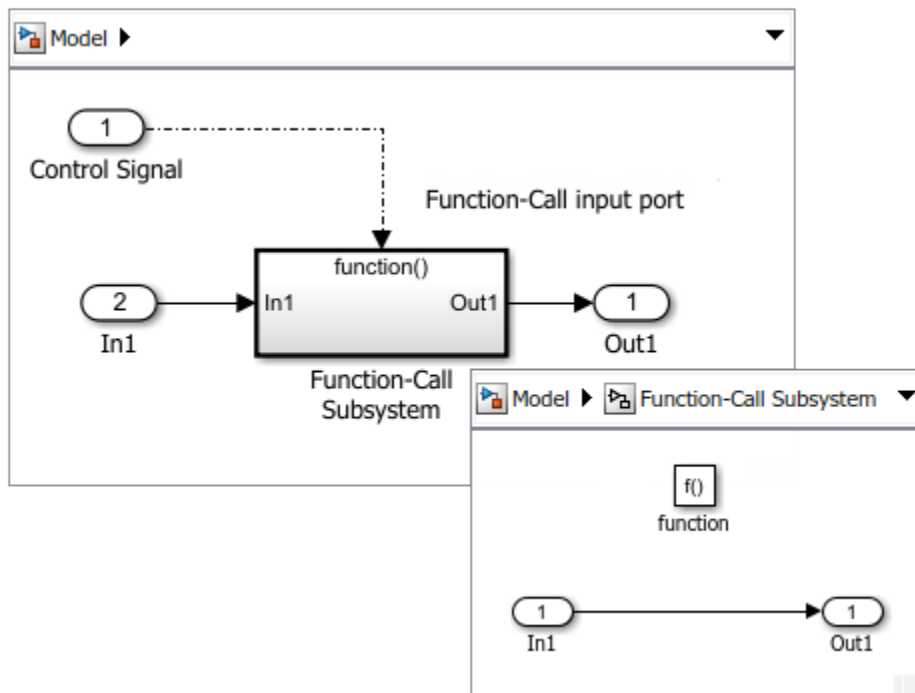 Model
1
Control Signal
Function-Call input port
function()
2
In1
Out1
1
In1
Out1
Function-Call
Subsystem
Model Function-Call Subsystem
f()
function
1
1
In1
Out1